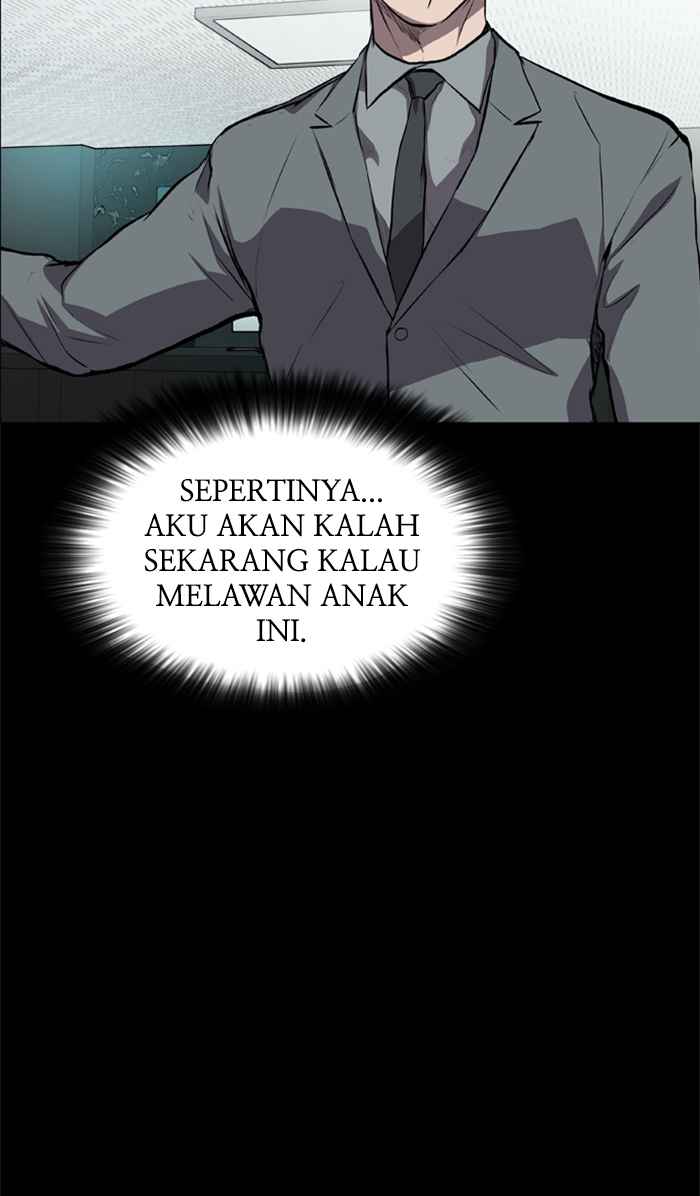 SEPERTINYA...
AKU AKAN KALAH
SEKARANG KALAU
MELAWAN ANAK
INI.